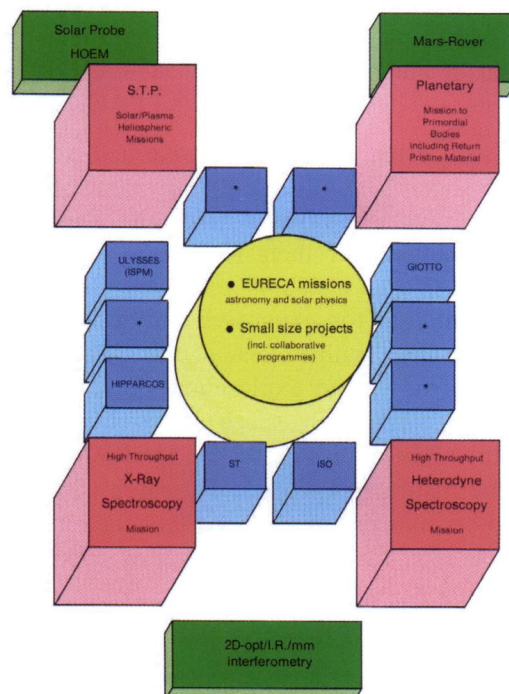 Solar Probe
HOEM
Mars-Rover
S.T.P.
Solar/Plasma
Heliospheric
Missions
Planetary
Mission to
Primordial
Bodies
Including Return
Pristine Material
*
*
ULYSSES
(ISPM)
*
HIPPARCOS
● EURECA missions
astronomy and solar physics
● Small size projects
(incl. collaborative
programmes)
GIOTTO
*
*
High Throughput
X-Ray
Spectroscopy
Mission
ST
ISO
High Throughput
Heterodyne
Spectroscopy
Mission
2D-opt/I.R./mm
interferometry